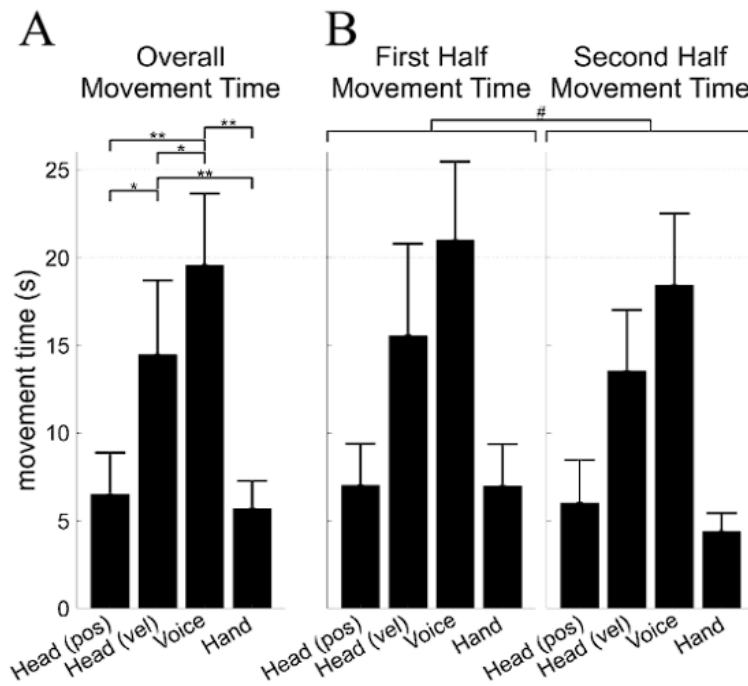 A
B
Overall
Movement Time
First Half
Movement Time
Second Half
Movement Time
#
**
**
*
*
**
movement time (s)
25
20
15
10
5
0
Head (pos)
Head (vel)
Voice
Hand
Head (pos)
Head (vel)
Voice
Hand
Head (pos)
Head (vel)
Voice
Hand